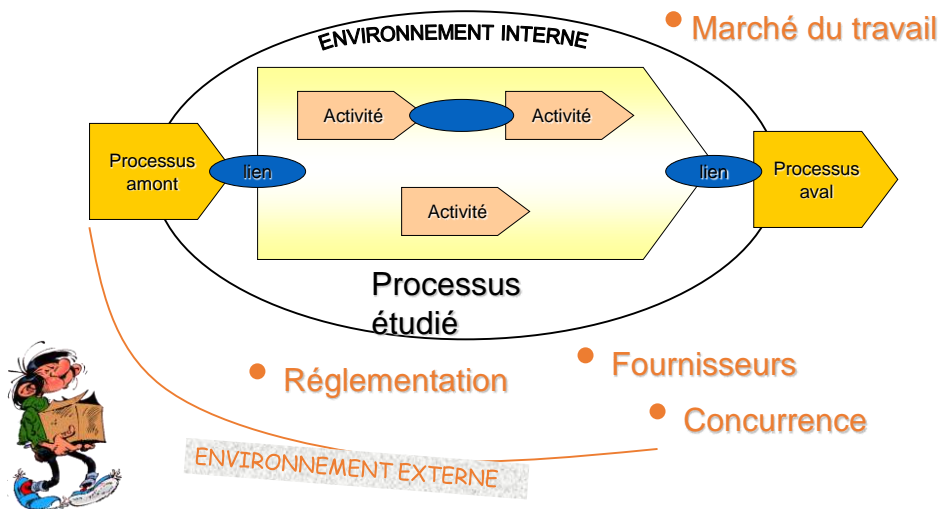 • Marché du travail
ENVIRONNEMENT INTERNE
Activité
Activité
Processus
amont
lien
lien
Processus
aval
Activité
Processus
étudié
• Réglementation
• Fournisseurs
• Concurrence
ENVIRONNEMENT EXTERNE